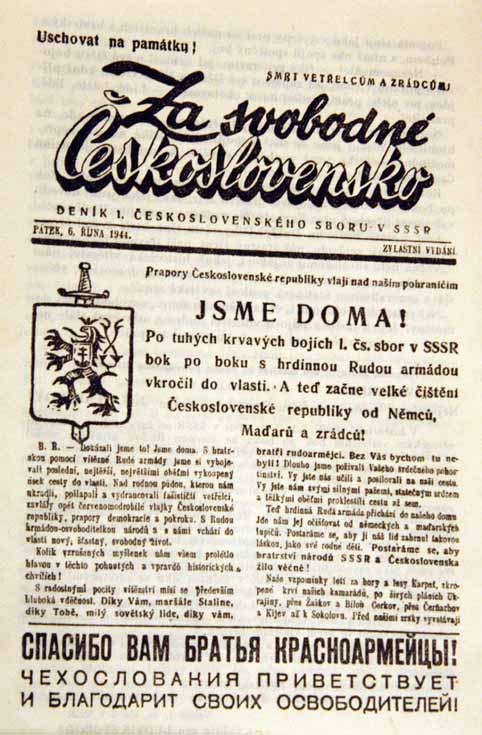 Uschovat na památku!
SMRT VETŘELCŮM A ZRÁDCŮM!
Za svobodné
Československo
DENÍK 1. ČESKOSLOVENSKÉHO SBORU V SSSR
PÁTEK, 6. ŘÍJNA 1944.
ZVLÁŠTNÍ VYDÁNÍ.
Prapory Československé republiky vlají nad naším pohraničím
JSME DOMA!
Po tuhých krvavých bojích 1. čs. sbor v SSSR
bok po boku s hrdinnou Rudou armádou
vkročil do vlasti. A teď začne velké čištění
Československé republiky od Němců,
Maďarů a zrádců!
B. R. — Dokázali jsme to! Jsme doma. S bratr-
skou pomocí vítězné Rudé armády jsme si vybojo-
vali poslední, nejtěžší, největšími oběťmi vykoupený
úsek cesty do vlasti. Nad rodnou půdou, kterou nám
ukradli, pošlapali a vydrancovali fašističtí vetřelci,
zavlály opět červenomodrobílé vlajky Československé
republiky, prapory demokracie a pokroku. S Rudou
armádou-osvoboditelkou národů a s námi vchází do
vlasti nový, šťastný, svobodný život.
Kolik vzrušených myšlenek nám všem proletělo
hlavou v těchto pohnutých a vpravdě historických
chvílích!
S radostnými pocity vítězství mísí se především
hluboká vděčnost. Díky Vám, maršále Staline,
díky Tobě, milý sovětský lide, díky vám,
bratři rudoarmějci. Bez Vás bychom tu ne-
byli! Dlouho jsme požívali Vašeho srdečného pohos-
tinství. Vy jste nás učili a posilovali na naší cestu.
Vy jste nám svými silnými pažemi, statečným srdcem
a těžkými oběťmi proklestili cestu až sem.
Teď hrdinná Rudá armáda přichází do našeho domu
Jde nám jej očišťovat od německých a maďarských
lupičů. Postaráme se, aby ji náš lid zahrnul takovou
láskou, jako své rodné děti. Postaráme se, aby
bratrství národů SSSR a Československa
žilo věčně!
Naše vzpomínky letí za hory a lesy Karpat, zkro-
pené krví našich kamarádů, po širých pláních Uk-
rajiny, přes Žaškov a Bílou Cerkev, přes Čerňachov
a Kijev až k Sokolovu. Před našimi zraky vyvstávají
СПАСИБО ВАМ БРАТЬЯ КРАСНОАРМЕЙЦЫ!
ЧЕХОСЛОВАКИЯ ПРИВЕТСТВУЕТ
И БЛАГОДАРИТ СВОИХ ОСВОБОДИТЕЛЕЙ!